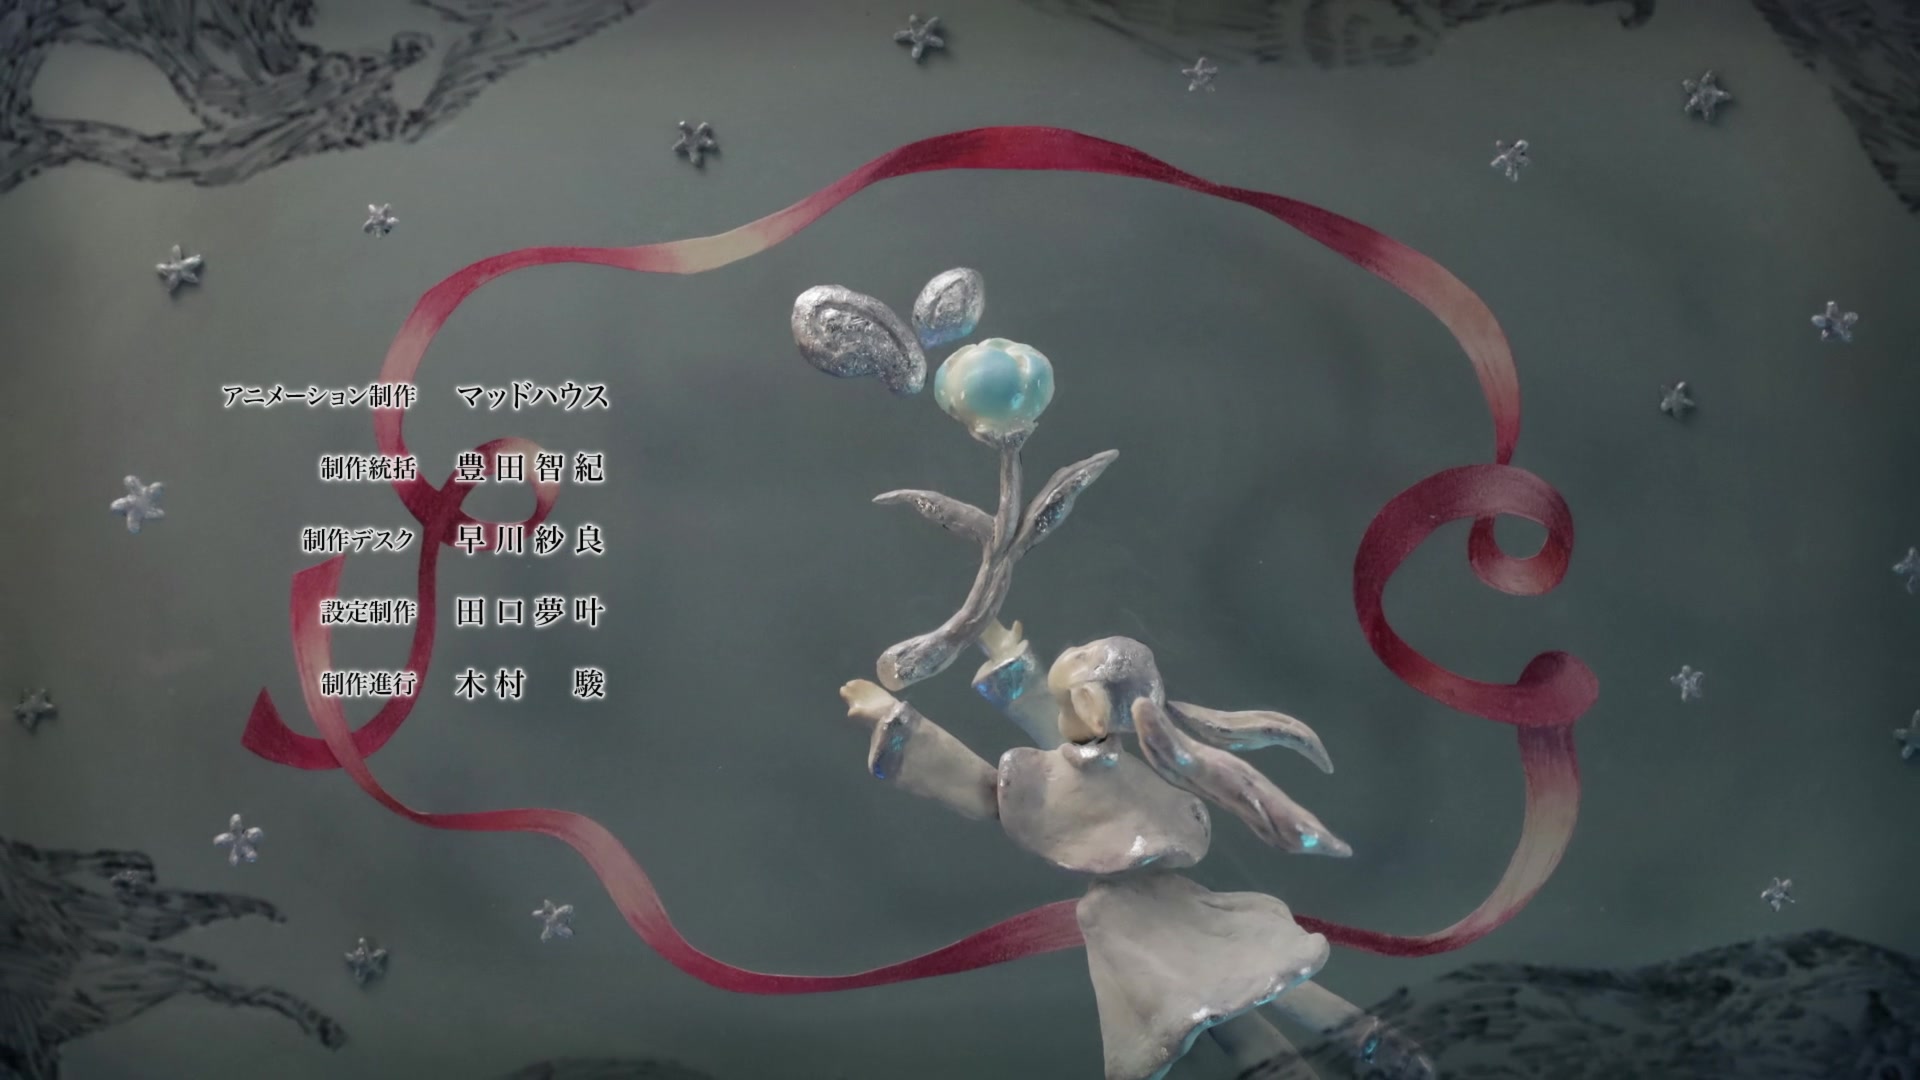 アニメーション制作 マッドハウス
制作統括 豊田智紀
制作デスク 早川紗良
設定制作 田口夢叶
制作進行 木村 駿